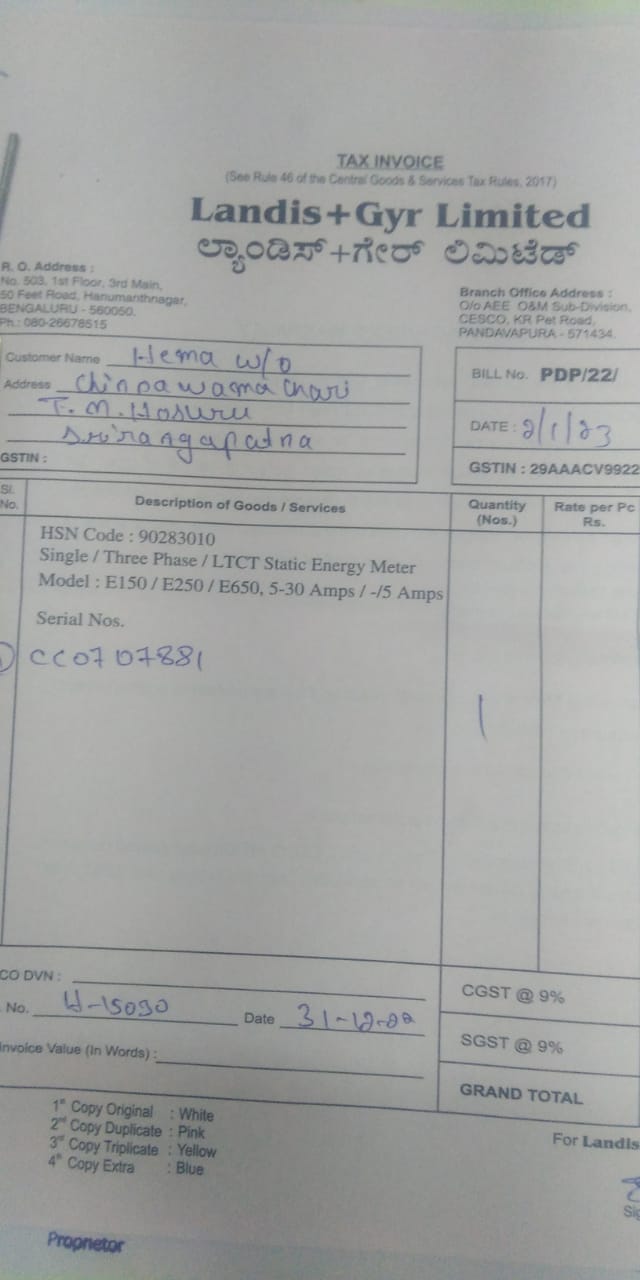 TAX INVOICE
(See Rule 46 of the Central Goods & Services Tax Rules, 2017)
Landis+Gyr Limited
ಲ್ಯಾಂಡಿಸ್+ಗೇರ್ ಲಿಮಿಟೆಡ್
R. O. Address :
No. 503, 1st Floor, 3rd Main,
50 Feet Road, Hanumanthnagar,
BENGALURU - 560050.
Ph.: 080-26678515
Branch Office Address :
O/o AEE O&M Sub-Division,
CESCO, KR Pet Road,
PANDAVAPURA - 571434.
Customer Name Hema w/o
Address
T. M. Hosuru
Srirangapatna
GSTIN :
BILL No. PDP/22/
DATE : 2/1/23
GSTIN : 29AAACV9922
Sl. No. Description of Goods / Services Quantity (Nos.) Rate per Pc Rs.
HSN Code : 90283010
Single / Three Phase / LTCT Static Energy Meter
Model : E150 / E250 / E650, 5-30 Amps / -/5 Amps
Serial Nos.
CC0707881 1
CO DVN :
No. Date 31-12-22
Invoice Value (In Words) :
CGST @ 9%
SGST @ 9%
GRAND TOTAL
1st Copy Original : White
2nd Copy Duplicate : Pink
3rd Copy Triplicate : Yellow
4th Copy Extra : Blue
For Landis
Proprietor